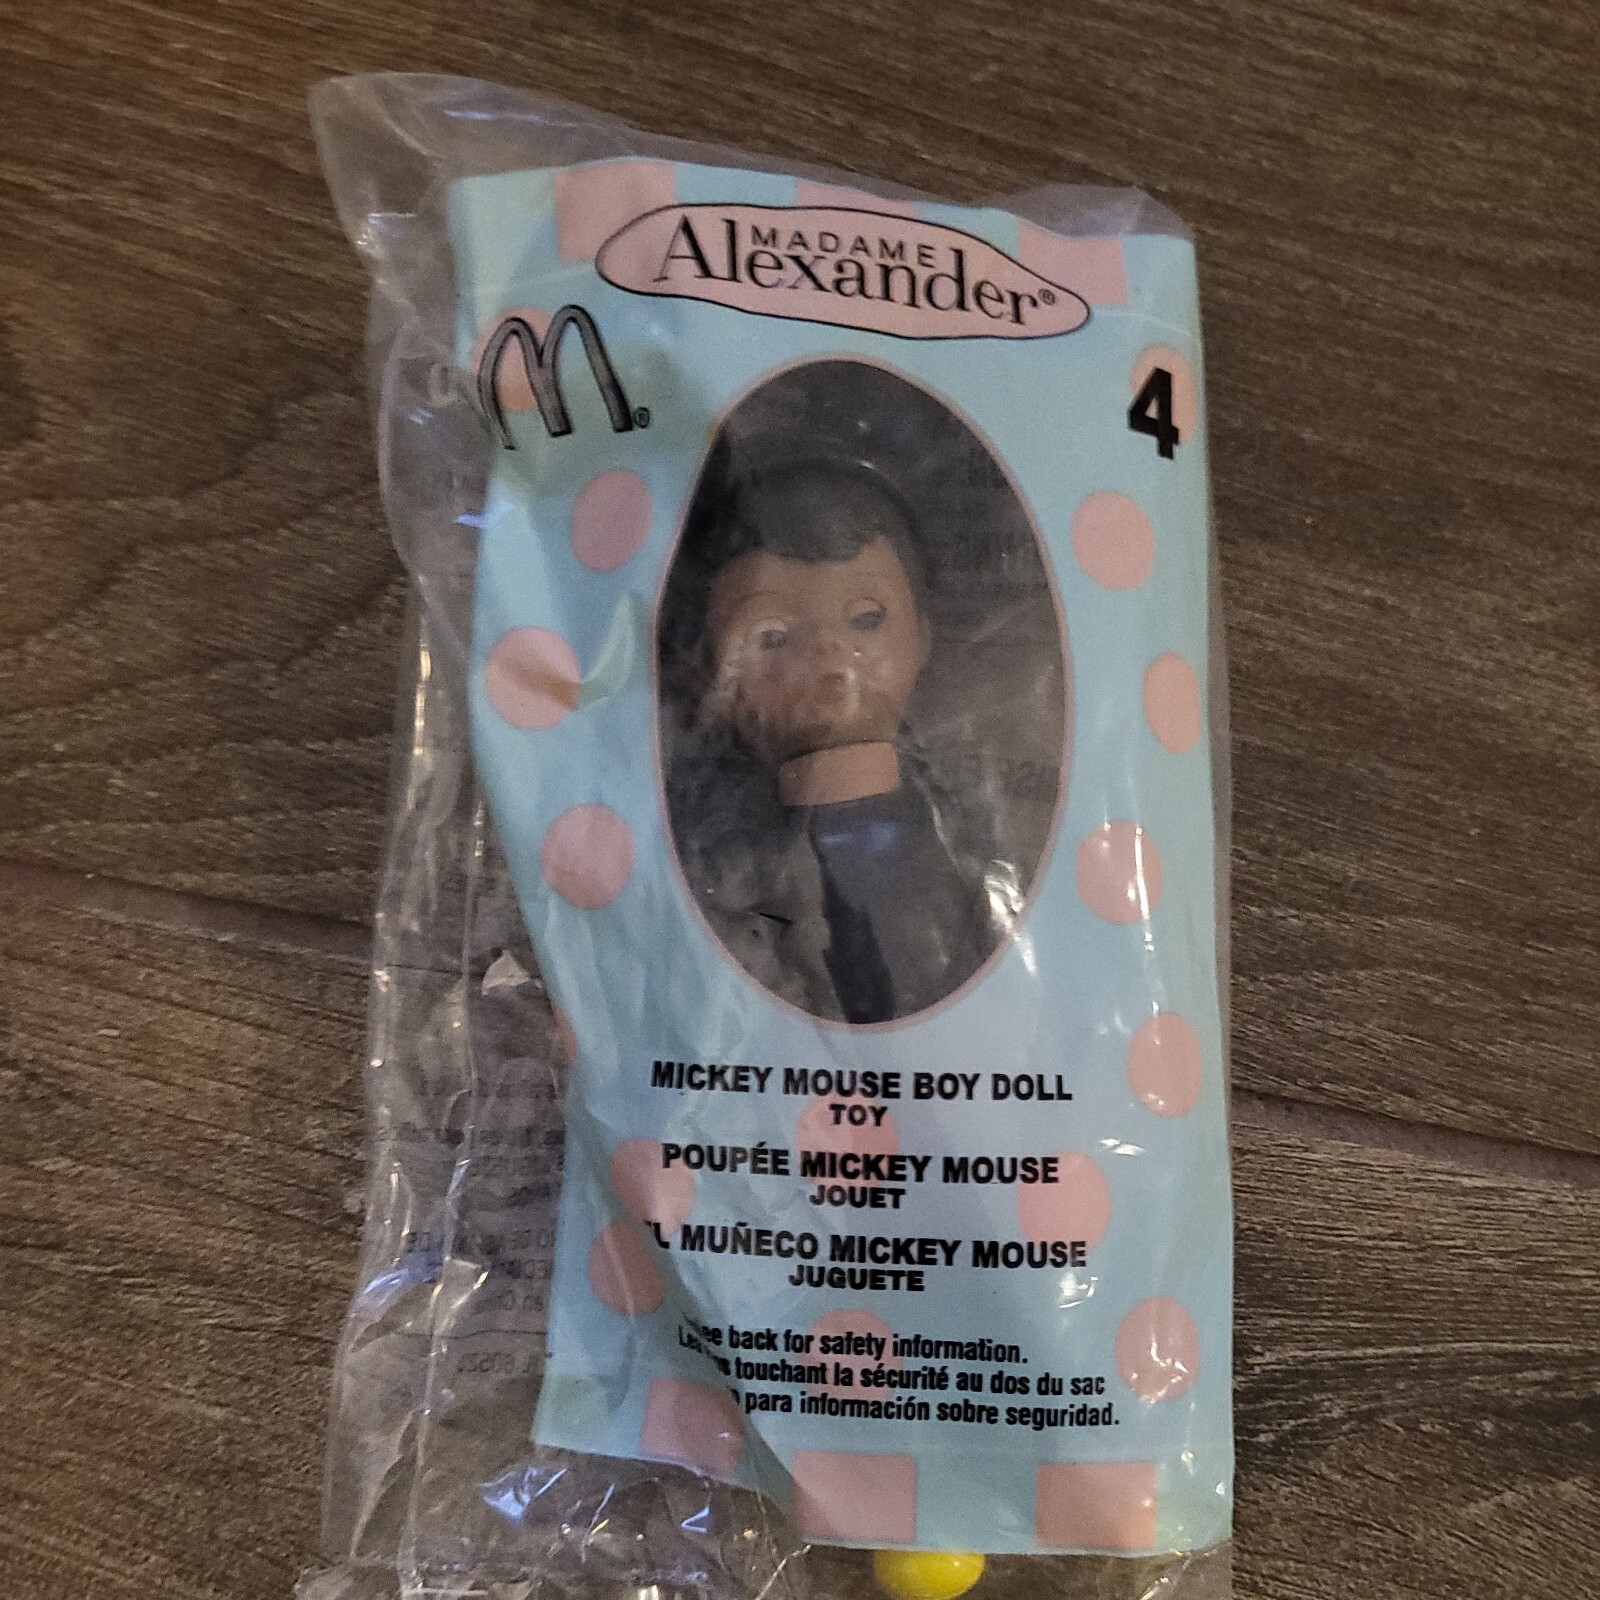 MADAME
Alexander®
M®
4
MICKEY MOUSE BOY DOLL
TOY
POUPÉE MICKEY MOUSE
JOUET
MUÑECO MICKEY MOUSE
JUGUETE
back for safety information.
touchant la sécurité au dos du sac
para información sobre seguridad.